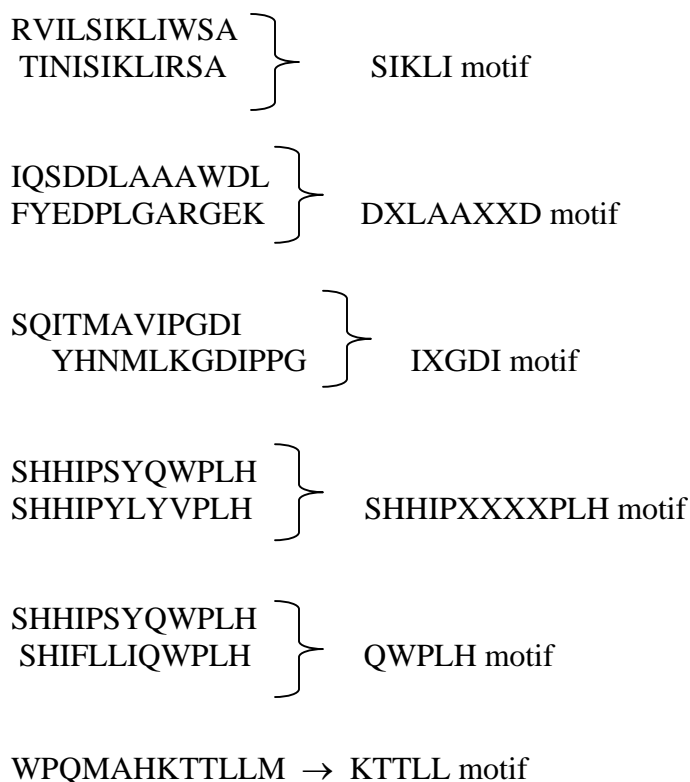 RVILSIKLIWSA
TINISIKLIRSA
SIKLI motif
IQSDDLAAAWDL
FYEDPLGARGEK
DXLAAXXD motif
SQITMAVIPGDI
YHNMLKGDIPPG
IXGDI motif
SHHIPSYQWPLH
SHHIPYLYVPLH
SHHIPXXXXPLH motif
SHHIPSYQWPLH
SHIFLLIQWPLH
QWPLH motif
WPQMAHKTTLLM → KTTLL motif